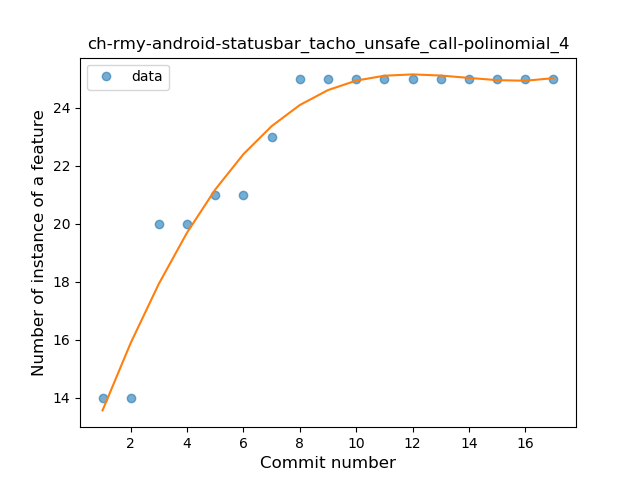 ch-rmy-android-statusbar_tacho_unsafe_call-polinomial_4
data
Number of instance of a feature
24
22
20
18
16
14
2 4 6 8 10 12 14 16
Commit number